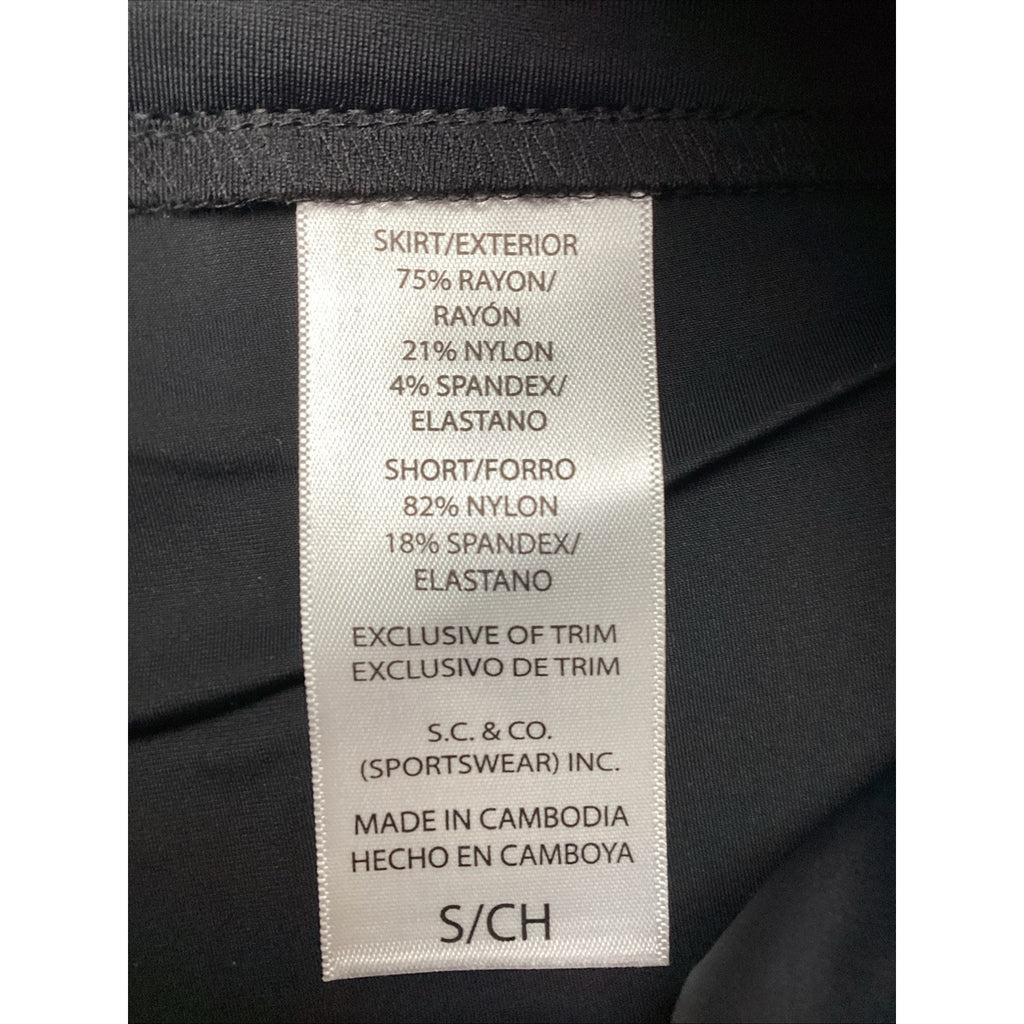 SKIRT/EXTERIOR
75% RAYON/
RAYÓN
21% NYLON
4% SPANDEX/
ELASTANO
SHORT/FORRO
82% NYLON
18% SPANDEX/
ELASTANO
EXCLUSIVE OF TRIM
EXCLUSIVO DE TRIM
S.C. & CO.
(SPORTSWEAR) INC.
MADE IN CAMBODIA
HECHO EN CAMBOYA
S/CH